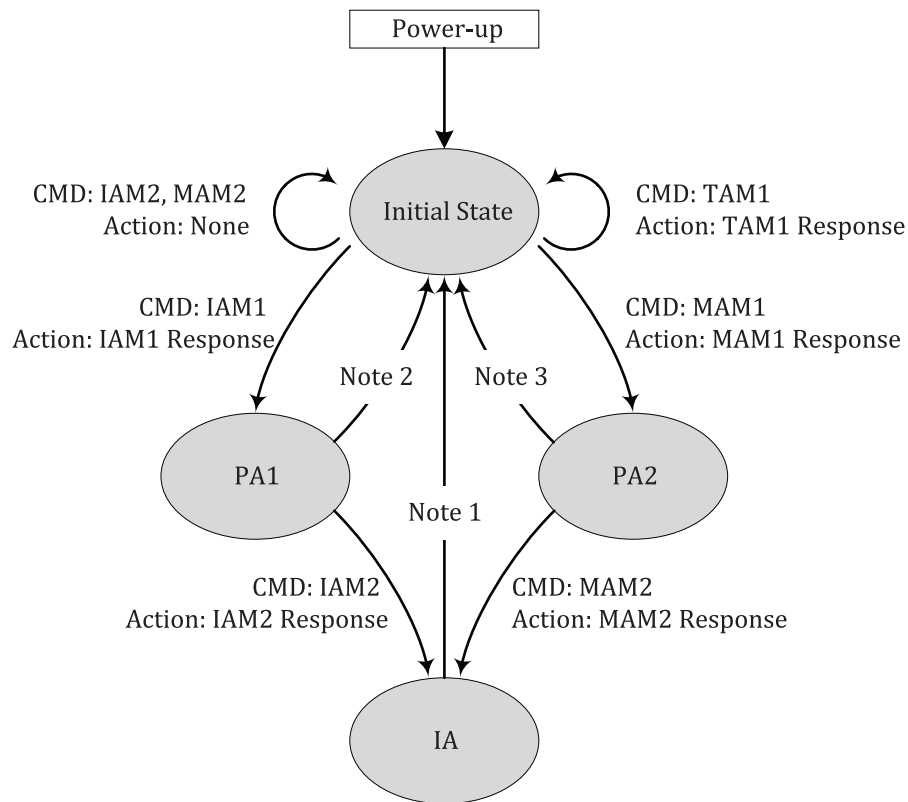 Power-up
CMD: IAM2, MAM2
Action: None
Initial State
CMD: TAM1
Action: TAM1 Response
CMD: IAM1
Action: IAM1 Response
CMD: MAM1
Action: MAM1 Response
Note 2
Note 3
PA1
PA2
Note 1
CMD: IAM2
Action: IAM2 Response
CMD: MAM2
Action: MAM2 Response
IA